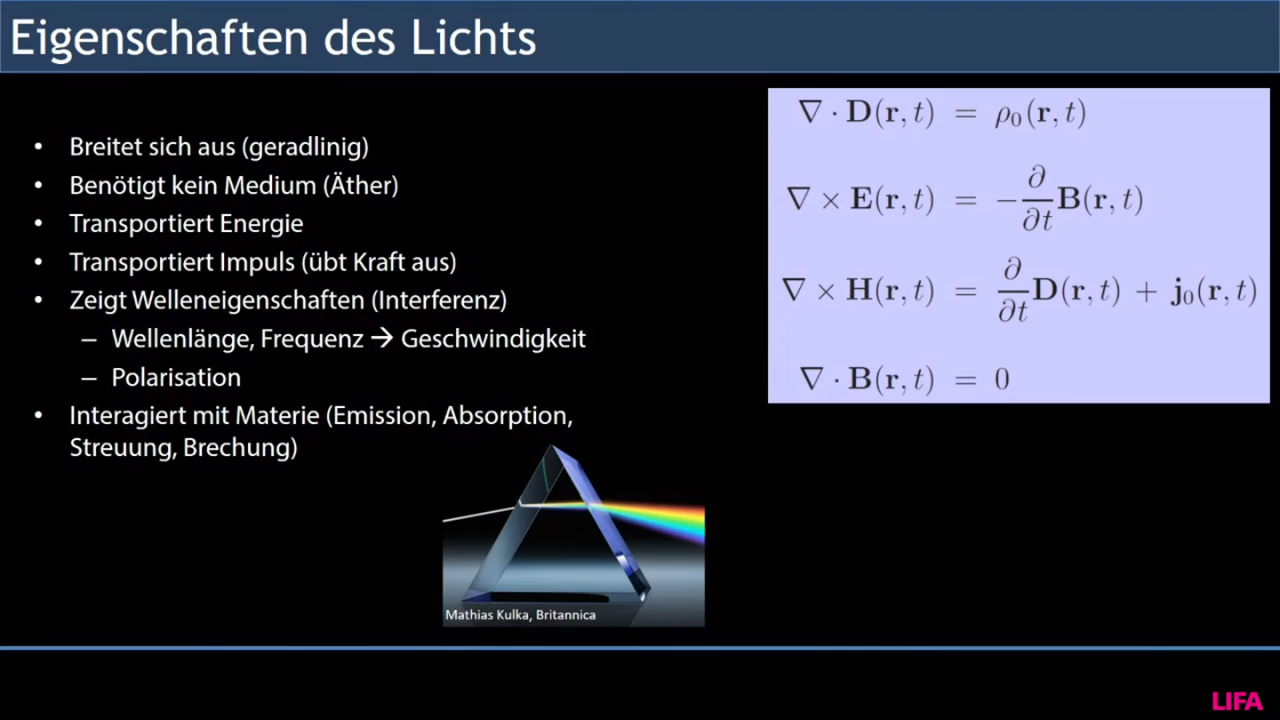 Eigenschaften des Lichts
• Breitet sich aus (geradlinig)
• Benötigt kein Medium (Äther)
• Transportiert Energie
• Transportiert Impuls (übt Kraft aus)
• Zeigt Welleneigenschaften (Interferenz)
– Wellenlänge, Frequenz → Geschwindigkeit
– Polarisation
• Interagiert mit Materie (Emission, Absorption,
Streuung, Brechung)
∇ · D(r, t) = ρ₀(r, t)
∇ × E(r, t) = −∂/∂t B(r, t)
∇ × H(r, t) = ∂/∂t D(r, t) + j₀(r, t)
∇ · B(r, t) = 0
Mathias Kulka, Britannica
LIFA